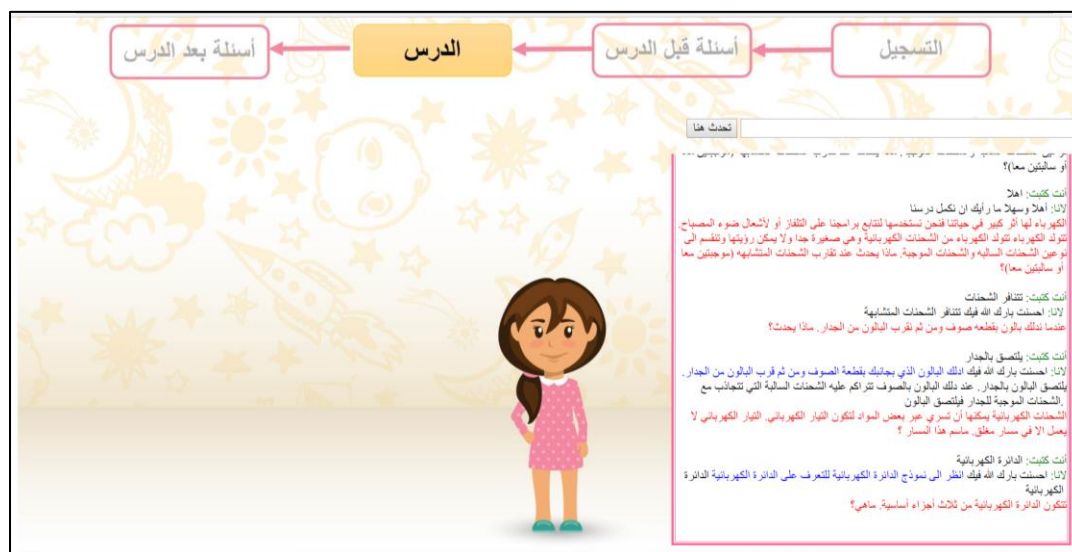 التسجيل
أسئلة قبل الدرس
الدرس
أسئلة بعد الدرس
تحدث هنا
أو سالبتين معا)؟
أنت كتبت: اهلا
لانا: أهلا وسهلا ما رأيك ان نكمل درسنا
الكهرباء لها أثر كبير في حياتنا فنحن نستخدمها لنتابع برامجنا على التلفاز أو لأشعال ضوء المصباح.
تتولد الكهرباء تتولد الكهرباء من الشحنات الكهربائية وهي صغيرة جدا ولا يمكن رؤيتها وتنقسم الى
نوعين الشحنات السالبه والشحنات الموجبة. ماذا يحدث عند تقارب الشحنات المتشابهه (موجبتين معا
أو سالبتين معا)؟
أنت كتبت: تتنافر الشحنات
لانا: احسنت بارك الله فيك تتنافر الشحنات المتشابهة
عندما ندلك بالون بقطعه صوف ومن ثم نقرب البالون من الجدار. ماذا يحدث؟
أنت كتبت: يلتصق بالجدار
لانا: احسنت بارك الله فيك ادلك البالون الذي بجانبك بقطعة الصوف ومن ثم قرب البالون من الجدار.
يلتصق البالون بالجدار. عند دلك البالون بالصوف تتراكم عليه الشحنات السالبة التي تتجاذب مع
الشحنات الموجبة للجدار فيلتصق البالون.
الشحنات الكهربائية يمكنها أن تسري عبر بعض المواد لتكون التيار الكهربائي. التيار الكهربائي لا
يعمل الا في مسار مغلق. ماسم هذا المسار ؟
أنت كتبت: الدائرة الكهربائية
لانا: احسنت بارك الله فيك انظر الى نموذج الدائرة الكهربائية للتعرف على الدائرة الكهربائية الدائرة
الكهربائية
تتكون الدائرة الكهربائية من ثلاث أجزاء أساسية. ماهي؟